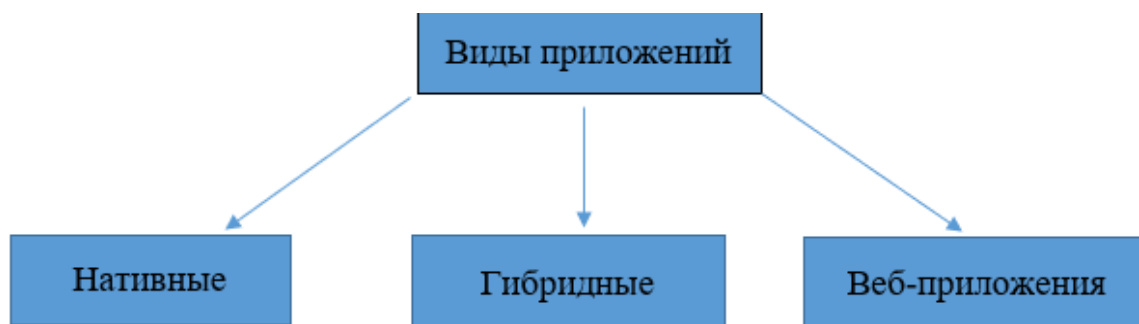 Виды приложений
Нативные
Гибридные
Веб-приложения